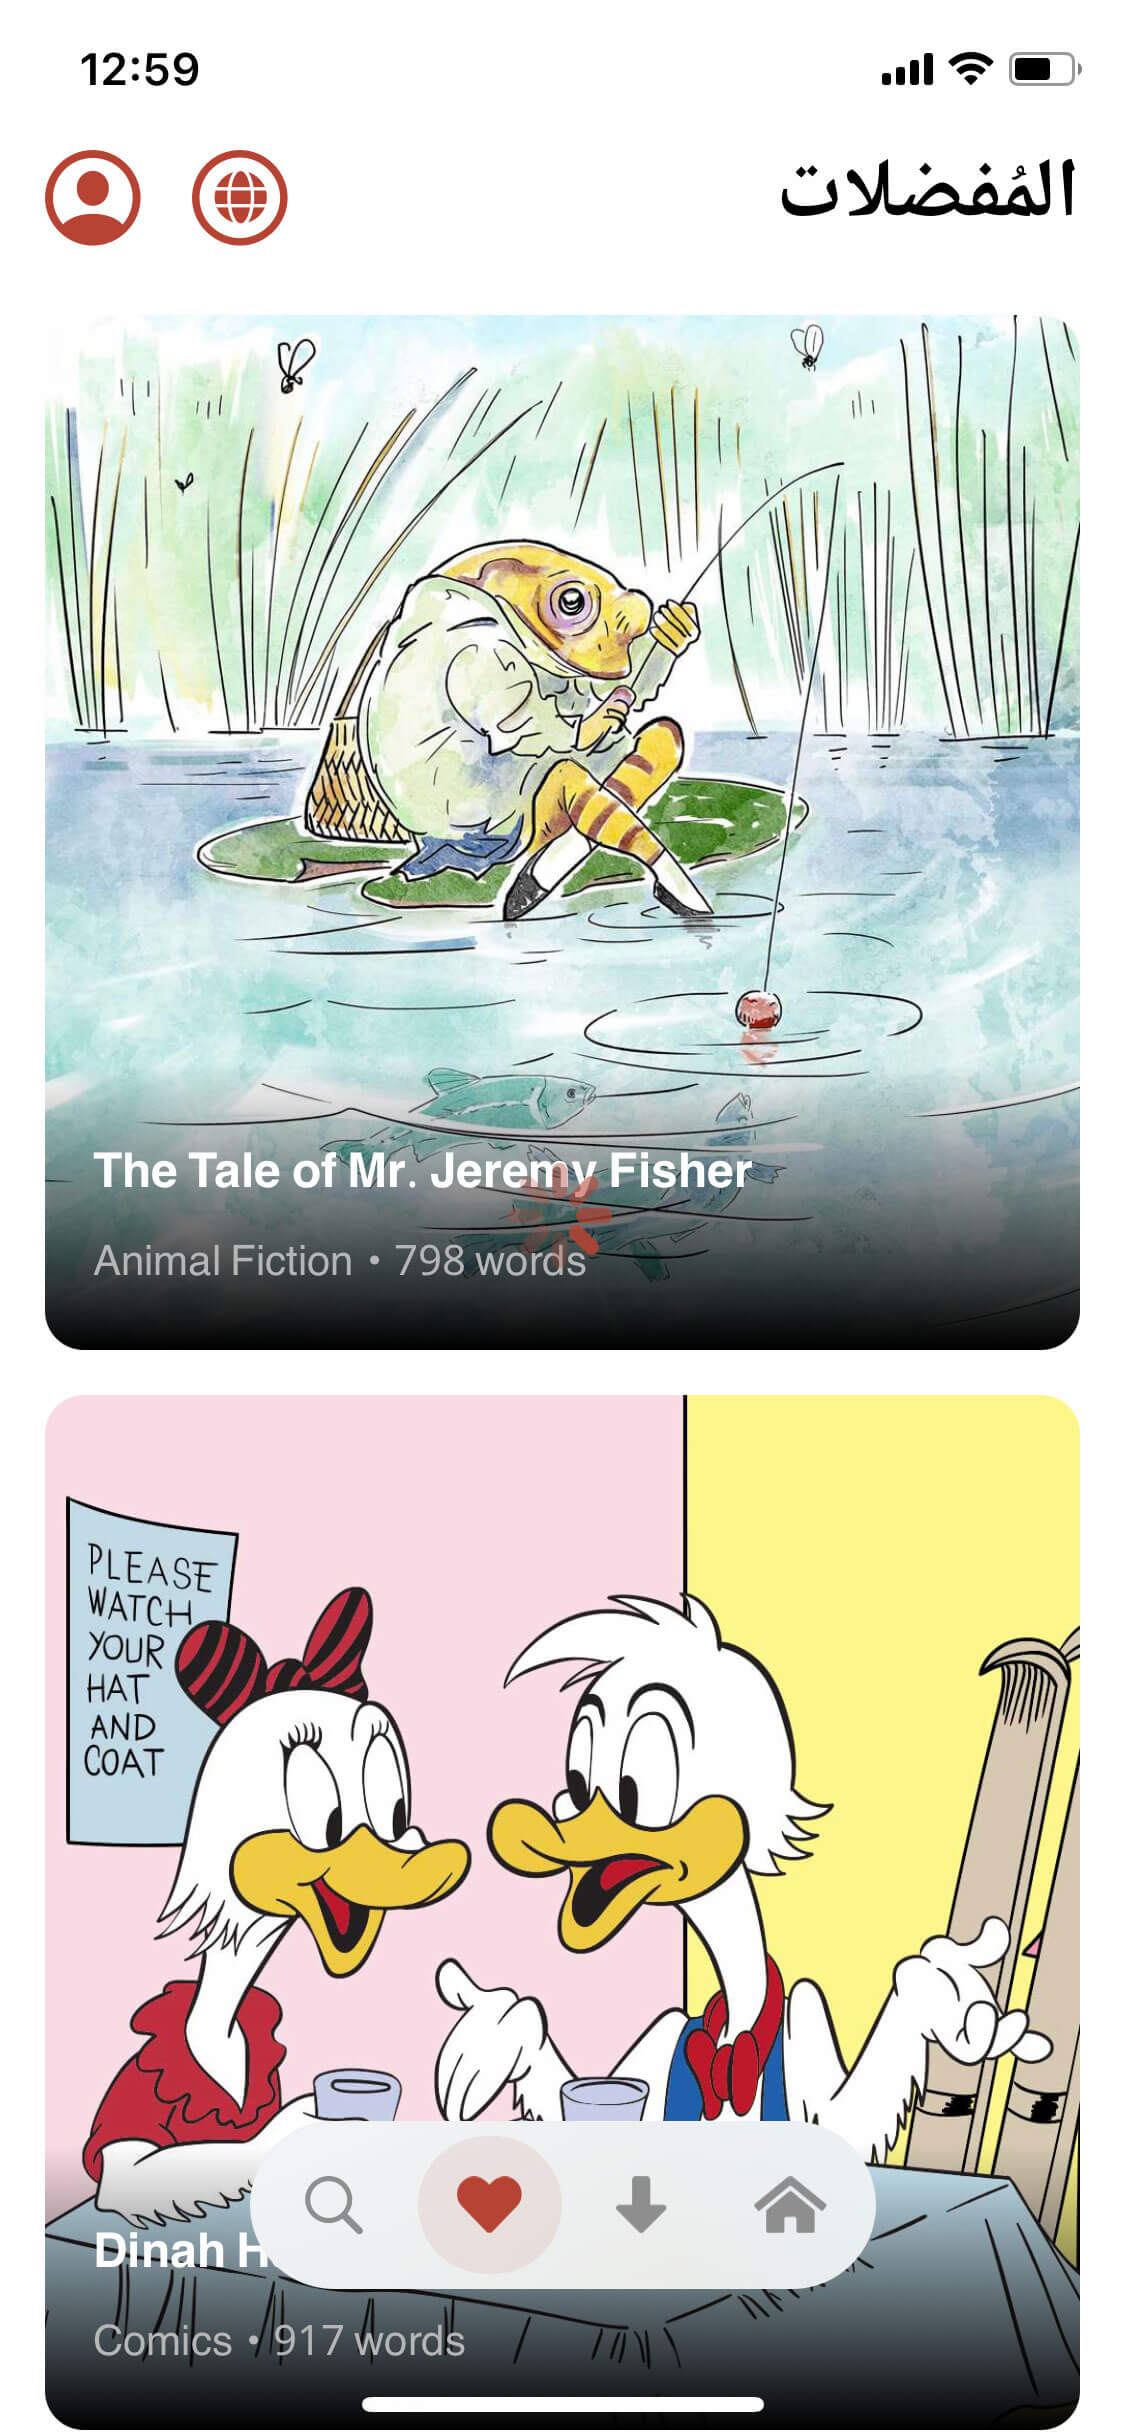 12:59
المُفضلات
The Tale of Mr. Jeremy Fisher
Animal Fiction • 798 words
PLEASE
WATCH
YOUR
HAT
AND
COAT
Dinah
Comics • 917 words